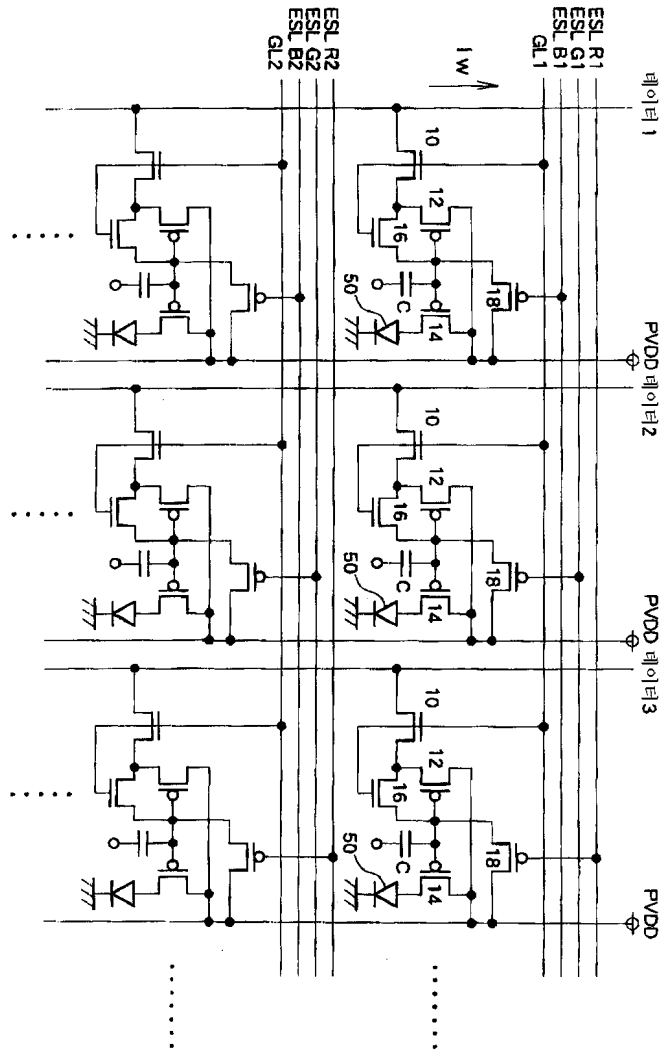 데이터1 PVDD 데이터2 PVDD 데이터3 PVDD
ESL R1
ESL G1
ESL B1
GL1
18 18 18
Iw
10 12 14 10 12 14 10 12 14
16 C 16 C 16 C
50 50 50
ESL R2
ESL G2
ESL B2
GL2